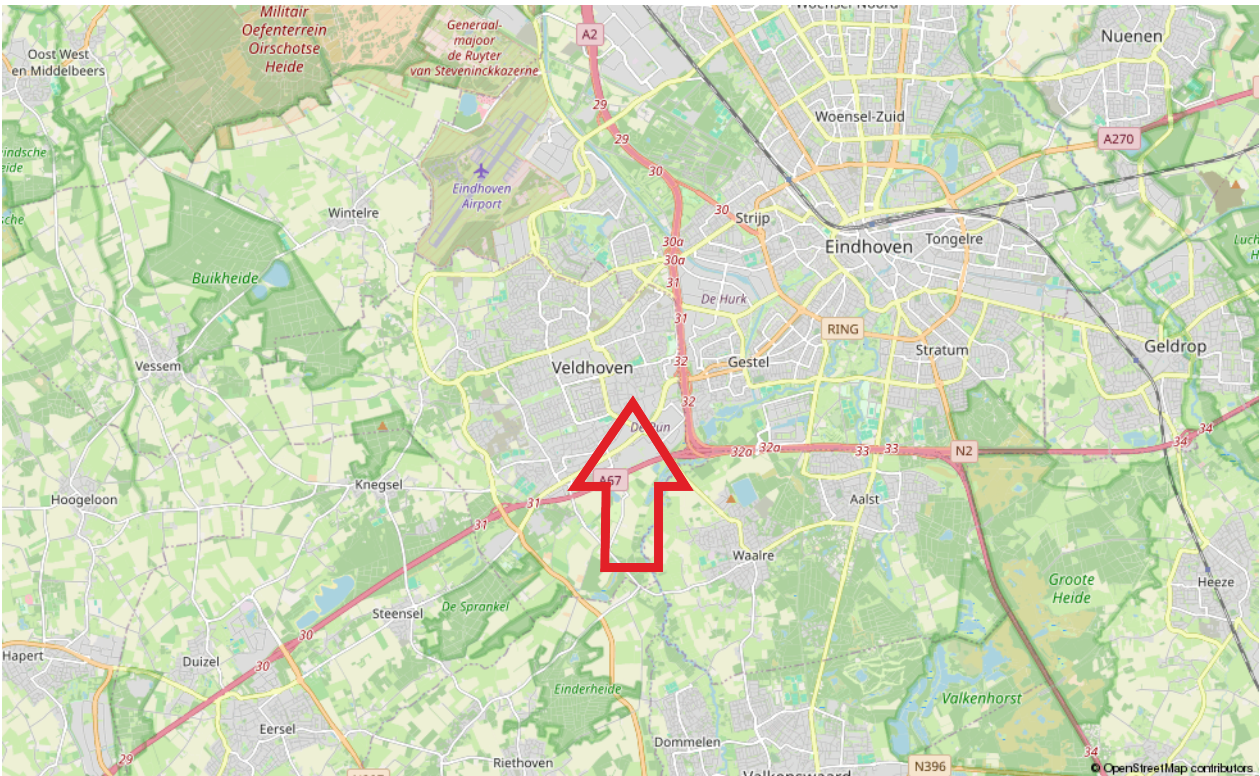 Militair
Oefenterrein
Oirschotse
Heide
Generaal-
majoor
de Ruyter
van Steveninckkazerne
A2
Woensel-Noord
Nuenen
Oost West
en Middelbeers
29
29
Woensel-Zuid
A270
30
Eindhoven
Airport
Wintelre
30
Strijp
30a
30a
Eindhoven
Tongelre
Buikheide
31
De Hurk
31
RING
Vessem
Veldhoven
32
Gestel
Stratum
Geldrop
32
De Run
34
34
32a
32a
33
33
N2
A67
Knegsel
Hoogeloon
31
31
Aalst
Waalre
Groote
Heide
Heeze
Steensel
De Sprankel
30
30
Hapert
Duizel
Einderheide
Valkenhorst
Eersel
Dommelen
29
Riethoven
34
N396
Valkenswaard
© OpenStreetMap contributors